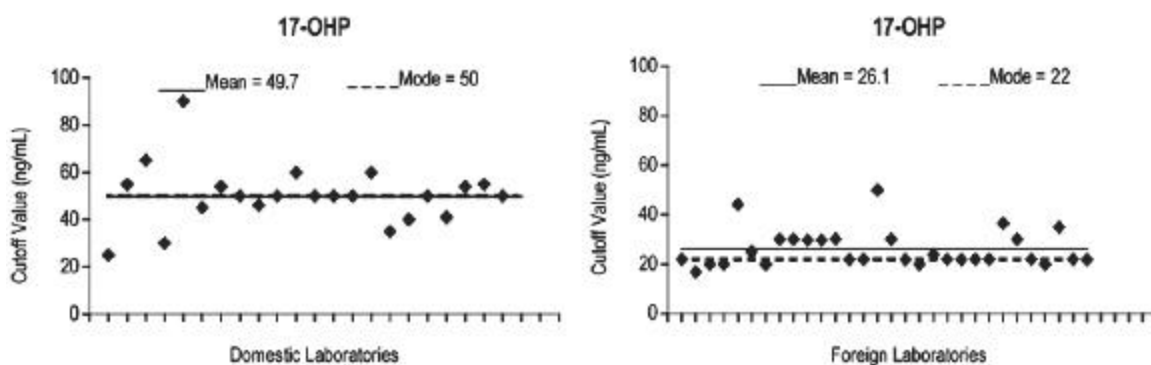 17-OHP
Mean = 49.7
Mode = 50
100
80
60
40
20
0
Cutoff Value (ng/mL)
Domestic Laboratories
17-OHP
Mean = 26.1
Mode = 22
100
80
60
40
20
0
Cutoff Value (ng/mL)
Foreign Laboratories